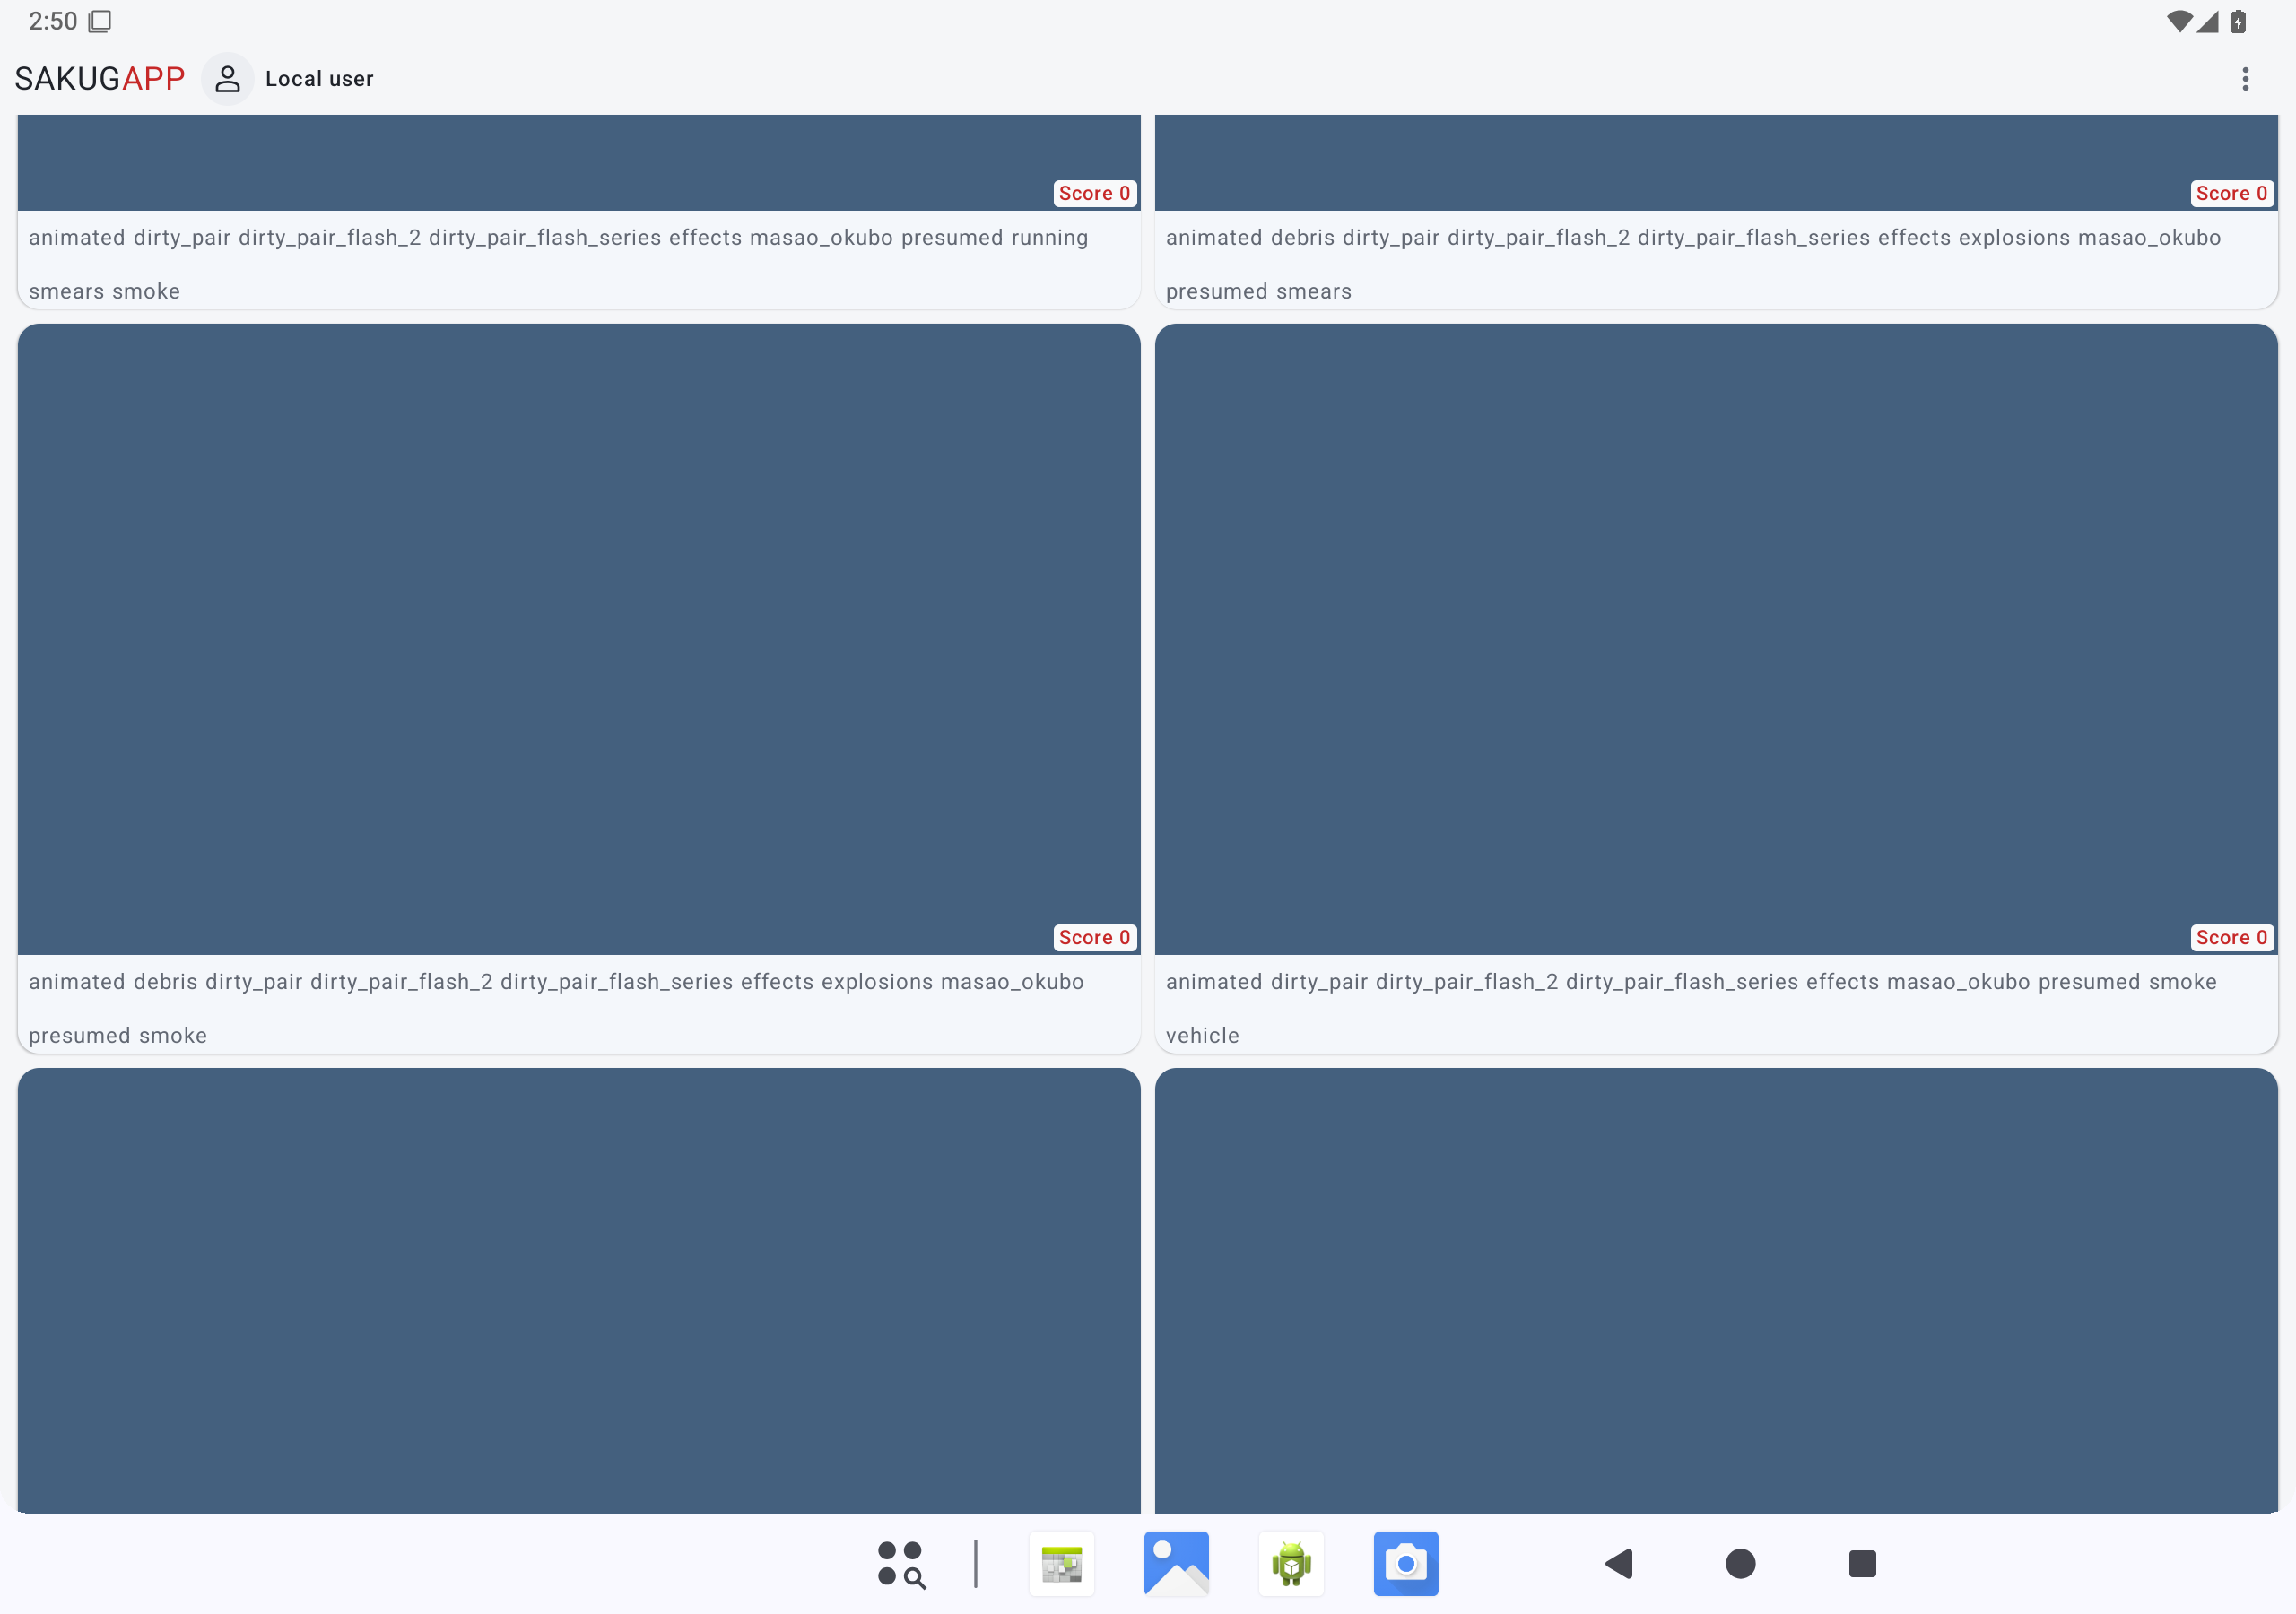 2:50
SAKUGAPP Local user
Score 0
animated dirty_pair dirty_pair_flash_2 dirty_pair_flash_series effects masao_okubo presumed running
smears smoke
Score 0
animated debris dirty_pair dirty_pair_flash_2 dirty_pair_flash_series effects explosions masao_okubo
presumed smears
Score 0
animated debris dirty_pair dirty_pair_flash_2 dirty_pair_flash_series effects explosions masao_okubo
presumed smoke
Score 0
animated dirty_pair dirty_pair_flash_2 dirty_pair_flash_series effects masao_okubo presumed smoke
vehicle